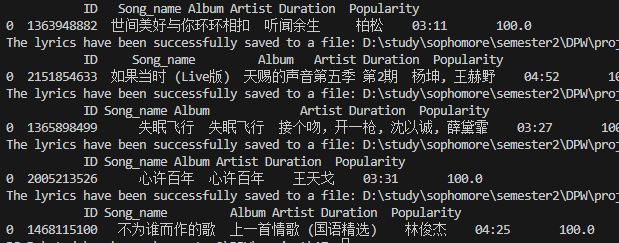 ID Song_name Album Artist Duration Popularity
0 1363948882 世间美好与你环环相扣 听闻余生 柏松 03:11 100.0
The lyrics have been successfully saved to a file: D:\study\sophomore\semester2\DPW\proj
ID Song_name Album Artist Duration Popularity
0 2151854633 如果当时 (Live版) 天赐的声音第五季 第2期 杨坤, 王赫野 04:52 100
The lyrics have been successfully saved to a file: D:\study\sophomore\semester2\DPW\proj
ID Song_name Album Artist Duration Popularity
0 1365898499 失眠飞行 失眠飞行 接个吻，开一枪, 沈以诚, 薛黛霏 03:27 100
The lyrics have been successfully saved to a file: D:\study\sophomore\semester2\DPW\proj
ID Song_name Album Artist Duration Popularity
0 2005213526 心许百年 心许百年 王天戈 03:31 100.0
The lyrics have been successfully saved to a file: D:\study\sophomore\semester2\DPW\proj
ID Song_name Album Artist Duration Popularity
0 1468115100 不为谁而作的歌 上一首情歌 (国语精选) 林俊杰 04:25 100.0